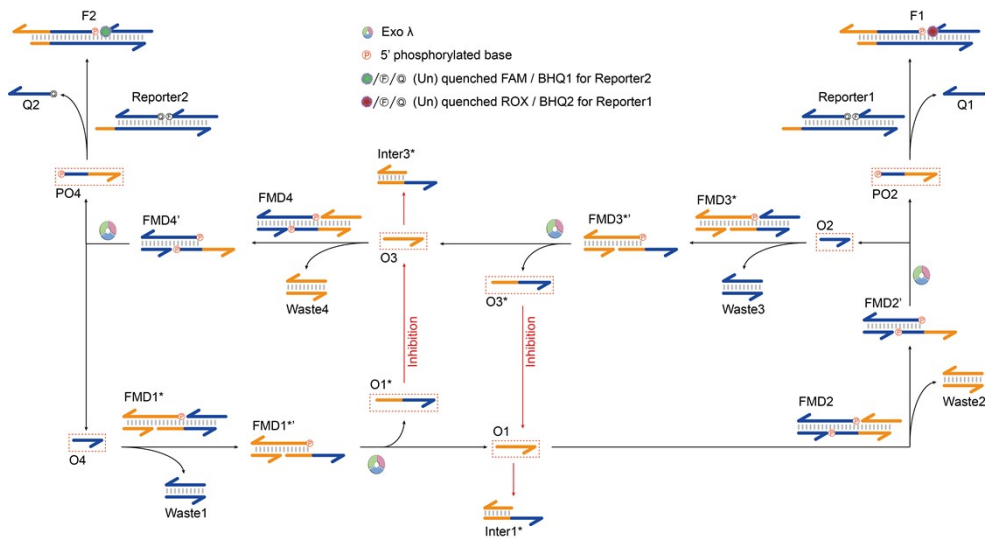 F2
Exo λ
F1
℗ 5' phosphorylated base
/Ⓕ/Ⓠ (Un) quenched FAM / BHQ1 for Reporter2
/Ⓕ/Ⓠ (Un) quenched ROX / BHQ2 for Reporter1
Q2
Reporter2
Reporter1
Q1
Inter3*
PO4
PO2
FMD4'
FMD4
O3
FMD3*'
FMD3*
O2
Waste4
O3*
Waste3
FMD2'
Inhibition
Inhibition
O1*
FMD1*
FMD1*'
O1
FMD2
Waste2
O4
Waste1
Inter1*